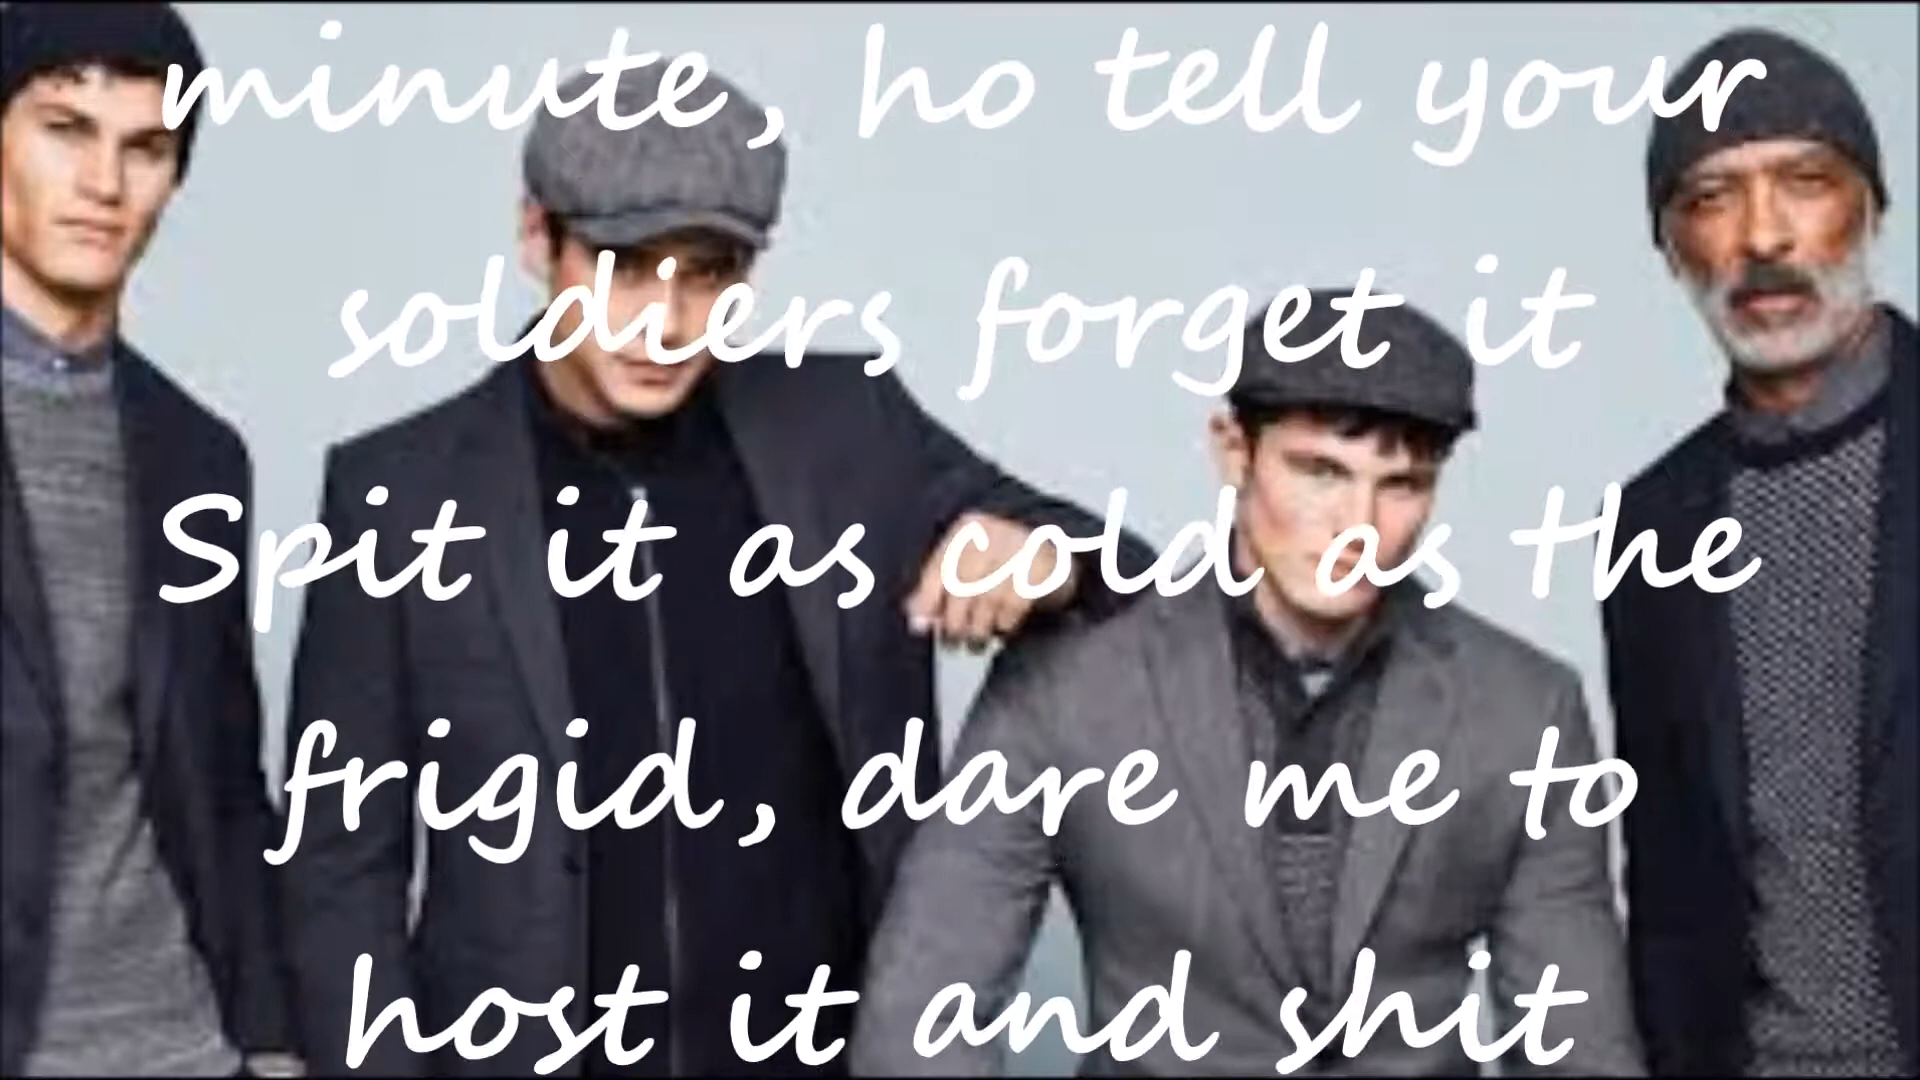 minute, ho tell your
soldiers forget it
Spit it as cold as the
frigid, dare me to
host it and shit